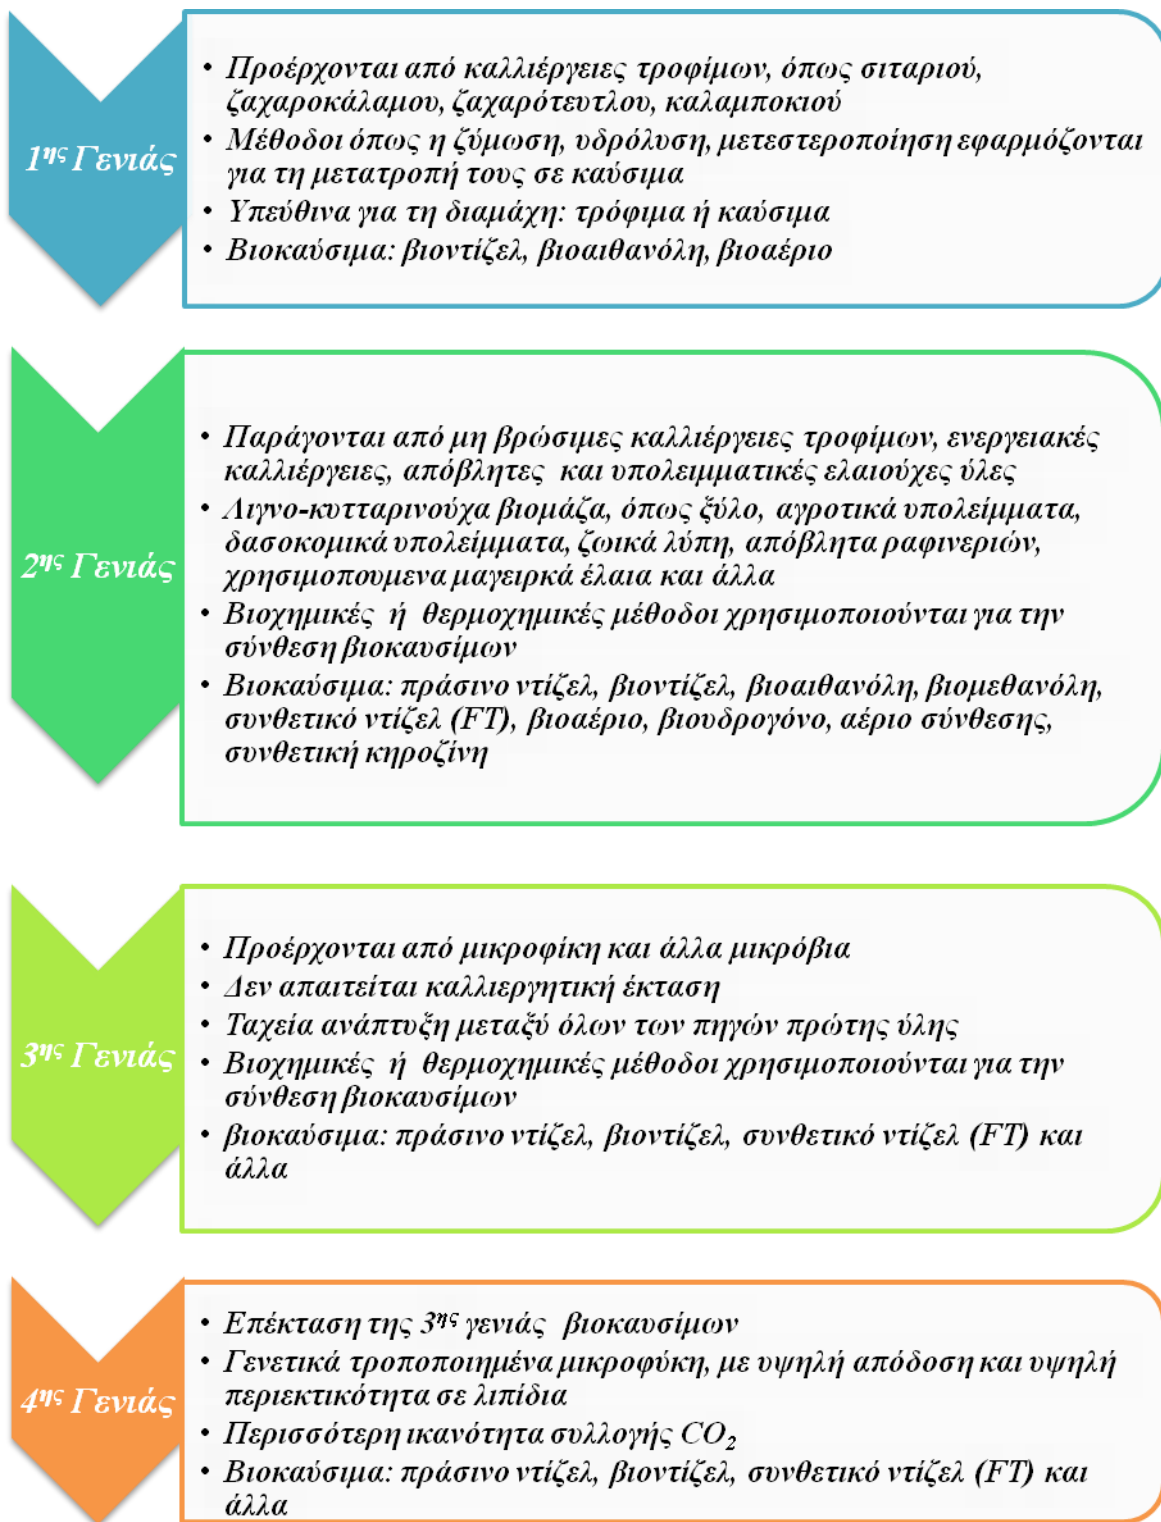 1ης Γενιάς
• Προέρχονται από καλλιέργειες τροφίμων, όπως σιταριού,
ζαχαροκάλαμου, ζαχαρότευτλου, καλαμποκιού
• Μέθοδοι όπως η ζύμωση, υδρόλυση, μετεστεροποίηση εφαρμόζονται
για τη μετατροπή τους σε καύσιμα
• Υπεύθινα για τη διαμάχη: τρόφιμα ή καύσιμα
• Βιοκαύσιμα: βιοντίζελ, βιοαιθανόλη, βιοαέριο
2ης Γενιάς
• Παράγονται από μη βρώσιμες καλλιέργειες τροφίμων, ενεργειακές
καλλιέργειες, απόβλητες και υπολειμματικές ελαιούχες ύλες
• Λιγνο-κυτταρινούχα βιομάζα, όπως ξύλο, αγροτικά υπολείμματα,
δασοκομικά υπολείμματα, ζωικά λύπη, απόβλητα ραφινεριών,
χρησιμοπουμενα μαγειρκά έλαια και άλλα
• Βιοχημικές ή θερμοχημικές μέθοδοι χρησιμοποιούνται για την
σύνθεση βιοκαυσίμων
• Βιοκαύσιμα: πράσινο ντίζελ, βιοντίζελ, βιοαιθανόλη, βιομεθανόλη,
συνθετικό ντίζελ (FT), βιοαέριο, βιουδρογόνο, αέριο σύνθεσης,
συνθετική κηροζίνη
3ης Γενιάς
• Προέρχονται από μικροφίκη και άλλα μικρόβια
• Δεν απαιτείται καλλιεργητική έκταση
• Ταχεία ανάπτυξη μεταξύ όλων των πηγών πρώτης ύλης
• Βιοχημικές ή θερμοχημικές μέθοδοι χρησιμοποιούνται για την
σύνθεση βιοκαυσίμων
• βιοκαύσιμα: πράσινο ντίζελ, βιοντίζελ, συνθετικό ντίζελ (FT) και
άλλα
4ης Γενιάς
• Επέκταση της 3ης γενιάς βιοκαυσίμων
• Γενετικά τροποποιημένα μικροφύκη, με υψηλή απόδοση και υψηλή
περιεκτικότητα σε λιπίδια
• Περισσότερη ικανότητα συλλογής CO₂
• Βιοκαύσιμα: πράσινο ντίζελ, βιοντίζελ, συνθετικό ντίζελ (FT) και
άλλα